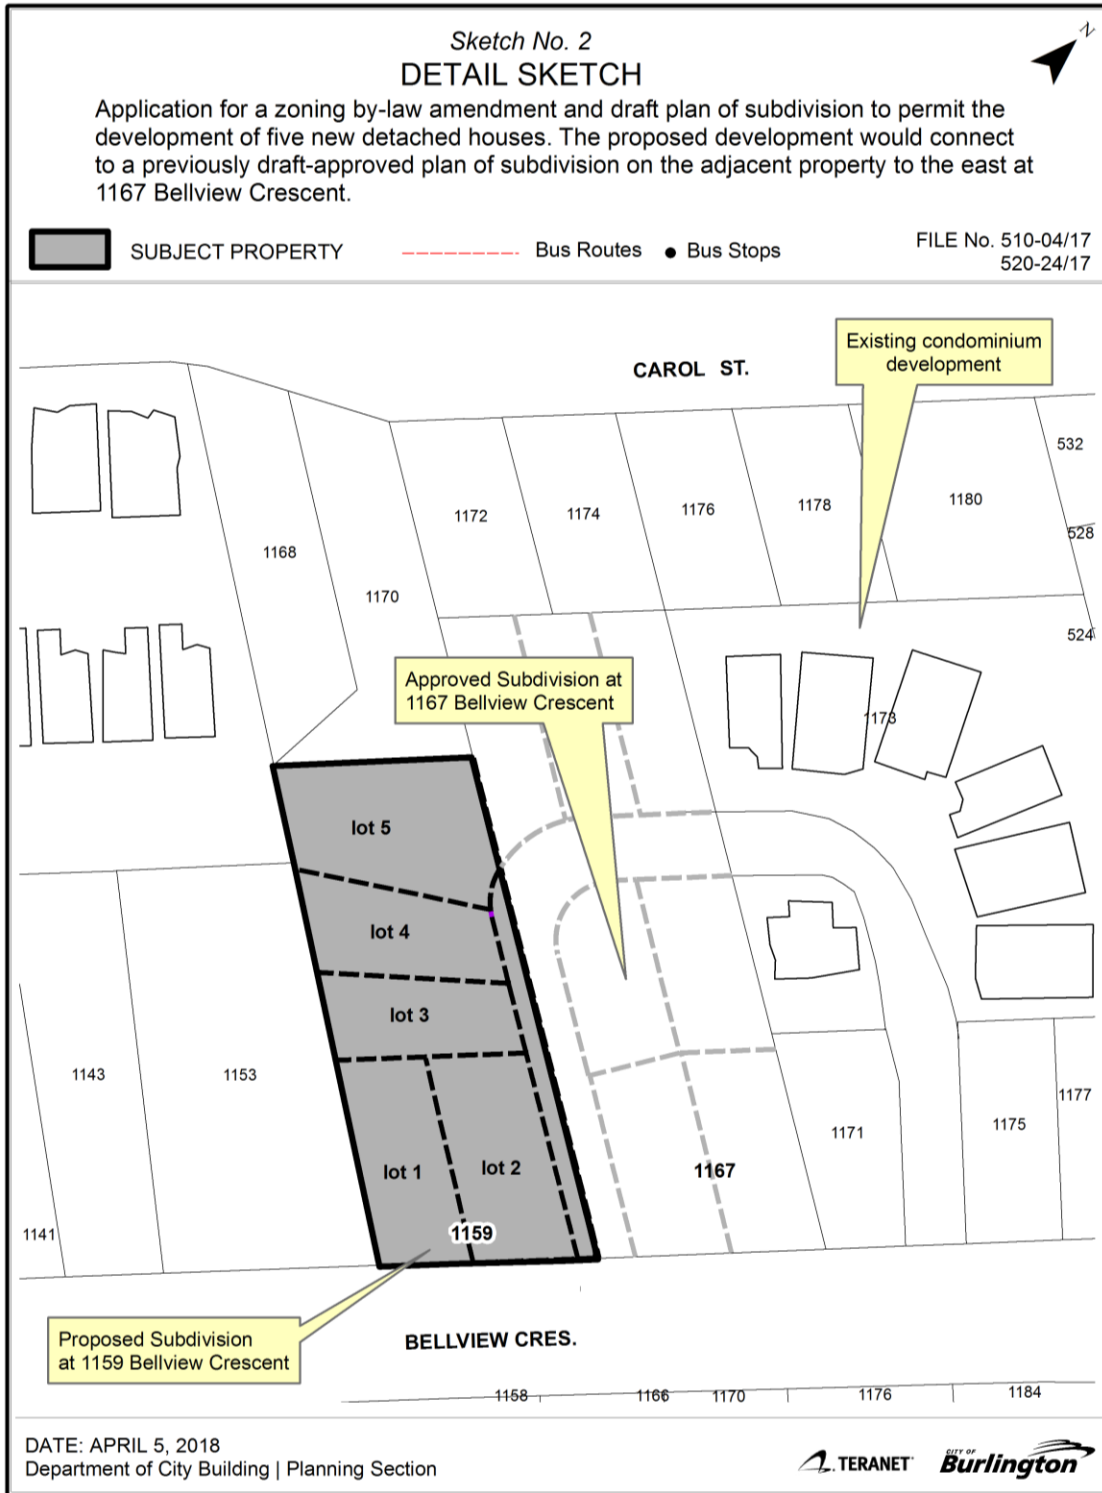 Sketch No. 2
DETAIL SKETCH
N
Application for a zoning by-law amendment and draft plan of subdivision to permit the
development of five new detached houses. The proposed development would connect
to a previously draft-approved plan of subdivision on the adjacent property to the east at
1167 Bellview Crescent.
SUBJECT PROPERTY
Bus Routes
Bus Stops
FILE No. 510-04/17
520-24/17
Existing condominium
development
CAROL ST.
532
1180
1178
1176
1174
1172
528
1168
1170
524
Approved Subdivision at
1167 Bellview Crescent
1173
lot 5
lot 4
lot 3
1143
1153
1177
1175
1171
lot 1
lot 2
1167
1159
1141
Proposed Subdivision
at 1159 Bellview Crescent
BELLVIEW CRES.
1158
1166
1170
1176
1184
DATE: APRIL 5, 2018
Department of City Building | Planning Section
TERANET
CITY OF
Burlington